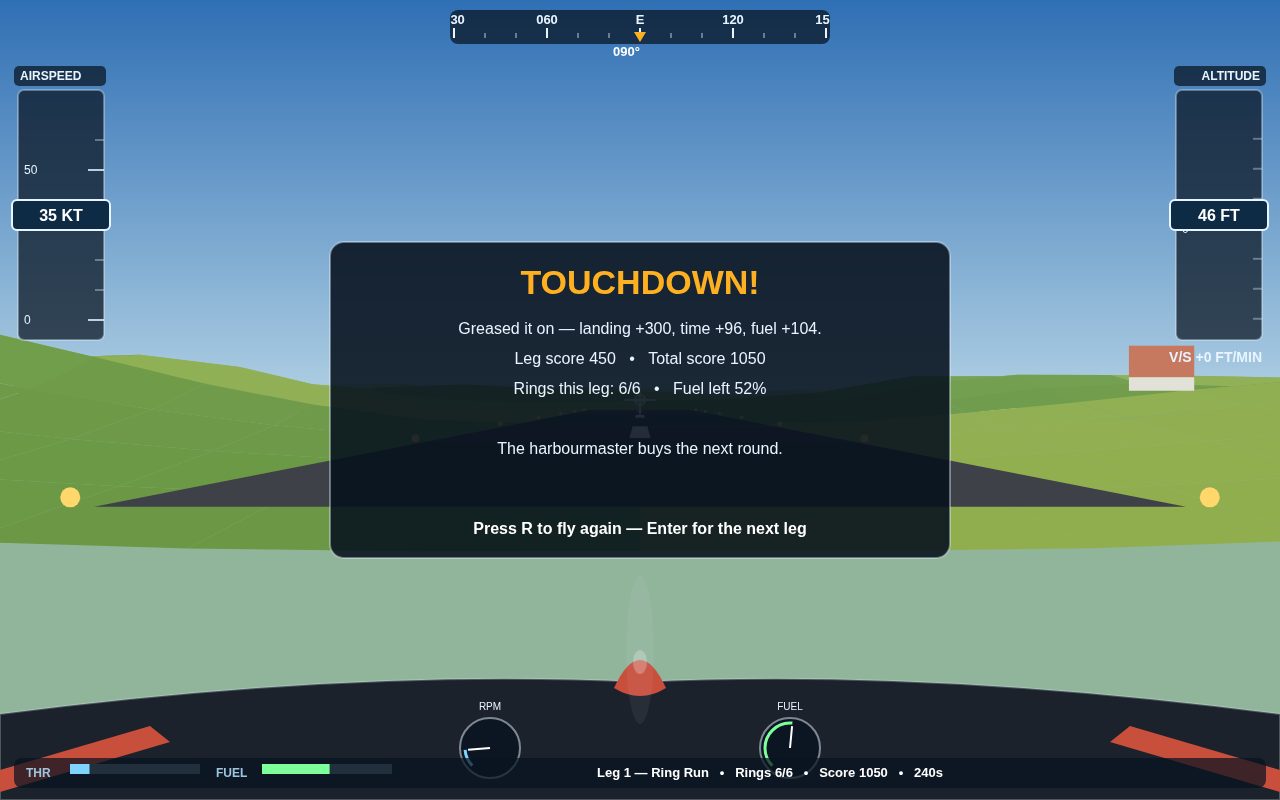 30 060 E 120 15
090°
AIRSPEED
ALTITUDE
50
35 KT
46 FT
0
TOUCHDOWN!
Greased it on — landing +300, time +96, fuel +104.
Leg score 450 • Total score 1050
V/S +0 FT/MIN
Rings this leg: 6/6 • Fuel left 52%
The harbourmaster buys the next round.
Press R to fly again — Enter for the next leg
RPM
FUEL
THR
FUEL
Leg 1 — Ring Run • Rings 6/6 • Score 1050 • 240s